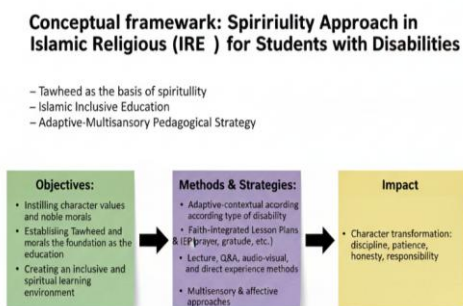 Conceptual framewark: Spiririulity Approach in
Islamic Religious (IRE ) for Students with Disabilities
– Tawheed as the basis of spiritullity
– Islamic Inclusive Education
– Adaptive-Multisansory Pedagogical Strategy
Objectives:
• Instilling character values
and noble morals
• Establisling Tawheed and
morals the foundation as the
education
• Creating an inclusive and
spiritual learning
environment
Methods & Strategies:
• Adaptive-contextual acording
according type of disability
• Faith-integrated Lesson Plans
& IEP(prayer, gratude, etc.)
• Lecture, Q&A, audio-visual,
and direct experience methods
• Multisensory & affective
approaches
Impact
• Character transformation:
discipline, patience,
honesty, responsibility